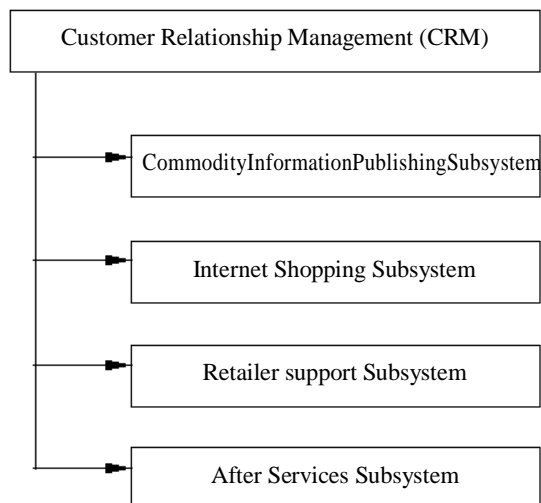 Customer Relationship Management (CRM)
CommodityInformationPublishingSubsystem
Internet Shopping Subsystem
Retailer support Subsystem
After Services Subsystem